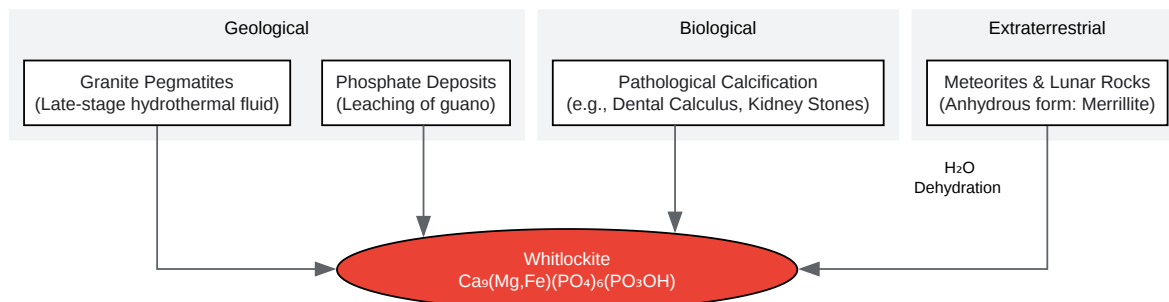 Geological
Granite Pegmatites
(Late-stage hydrothermal fluid)
Phosphate Deposits
(Leaching of guano)
Biological
Pathological Calcification
(e.g., Dental Calculus, Kidney Stones)
Extraterrestrial
Meteorites & Lunar Rocks
(Anhydrous form: Merrillite)
H₂O
Dehydration
Whitlockite
Ca₉(Mg,Fe)(PO₄)₆(PO₃OH)